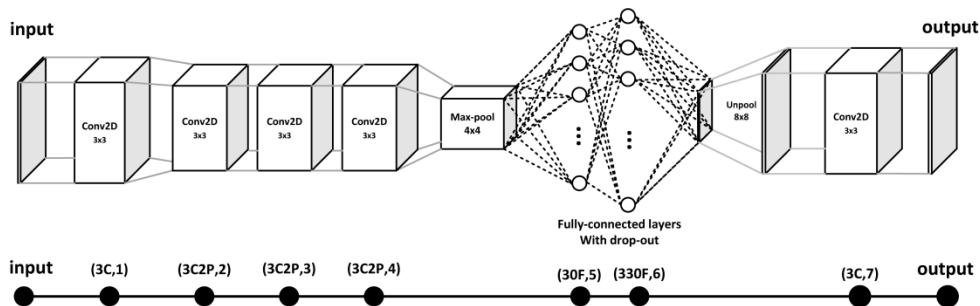 input
output
Conv2D
3x3
Conv2D
3x3
Conv2D
3x3
Conv2D
3x3
Max-pool
4x4
Unpool
8x8
Conv2D
3x3
Fully-connected layers
With drop-out
input
(3C,1)
(3C2P,2)
(3C2P,3)
(3C2P,4)
(30F,5)
(330F,6)
(3C,7)
output